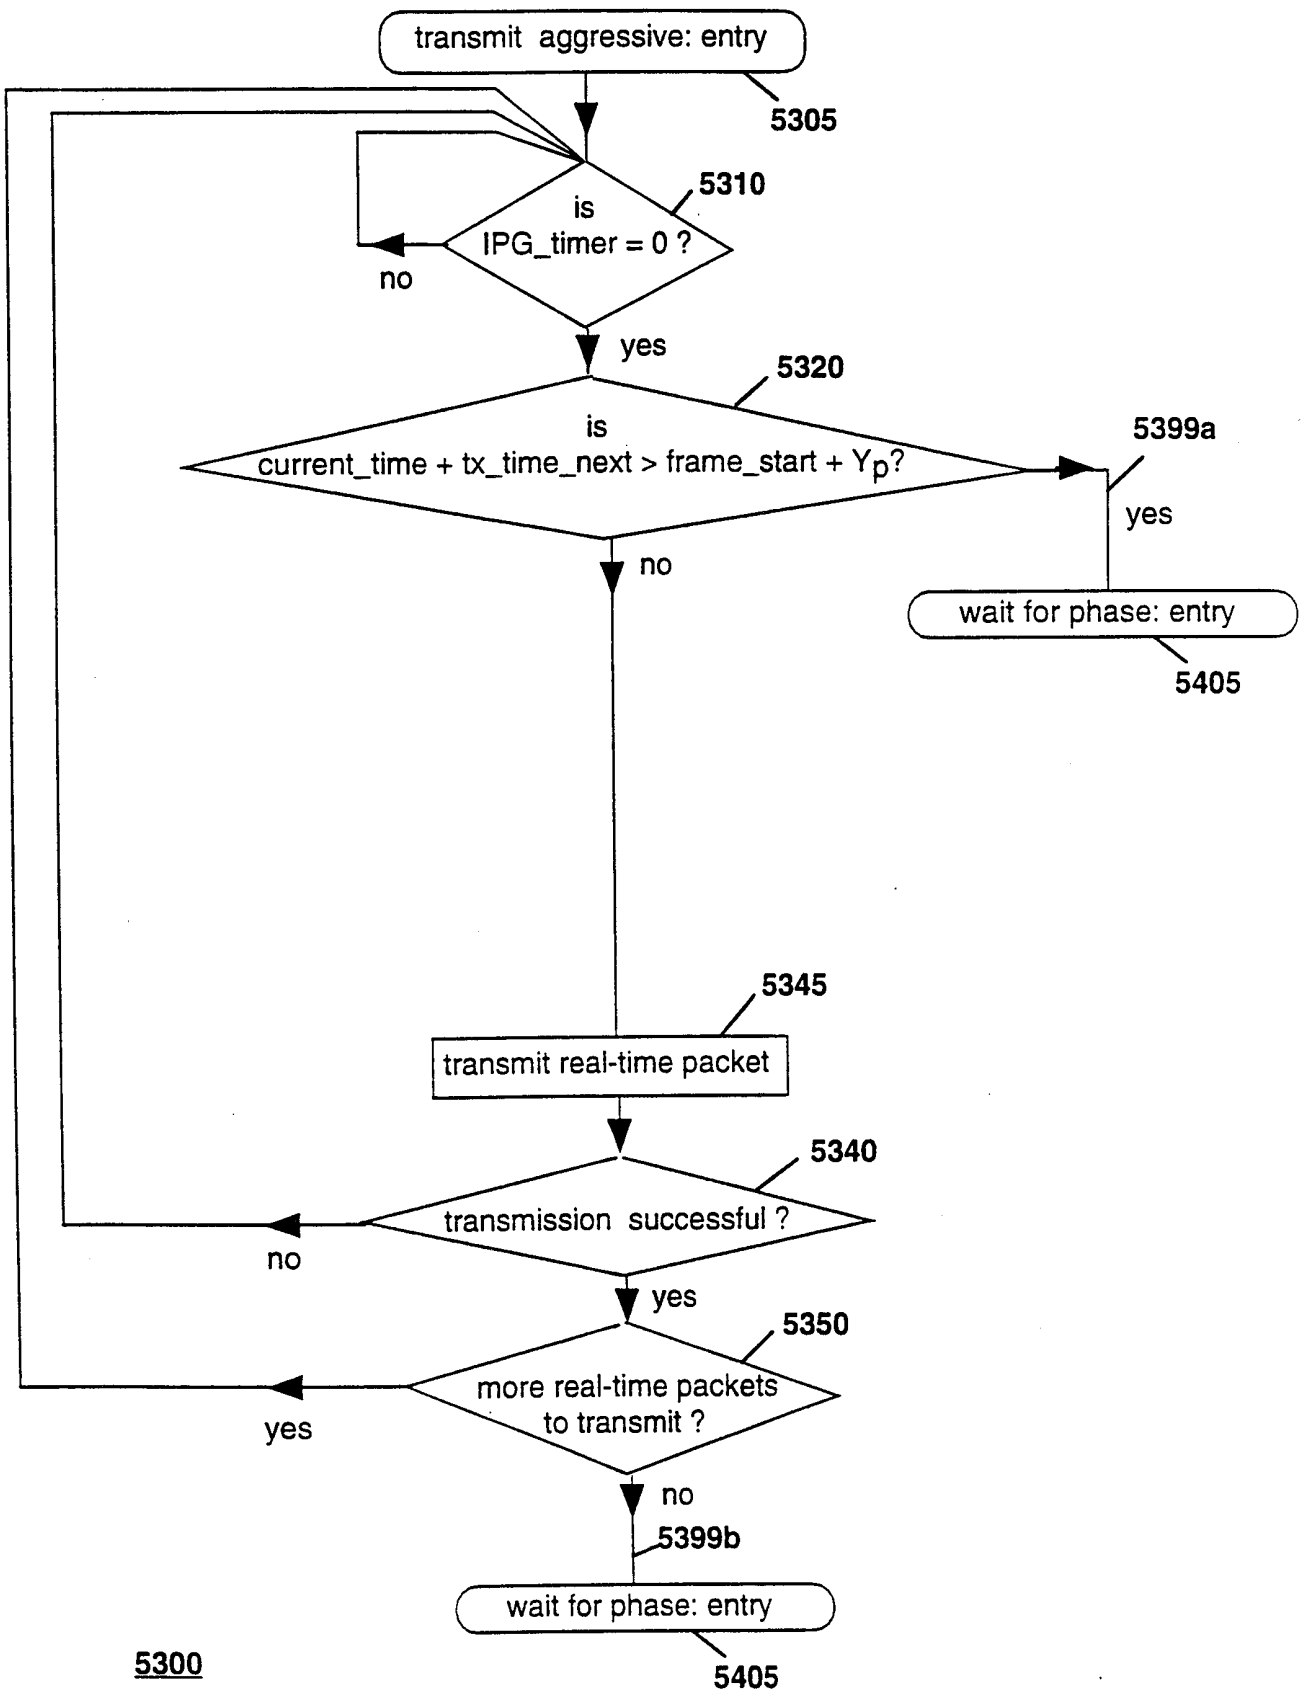 transmit aggressive: entry
5305
5310
is
IPG_timer = 0 ?
no
yes
5320
is
current_time + tx_time_next > frame_start + Yp?
5399a
yes
no
wait for phase: entry
5405
5345
transmit real-time packet
5340
transmission successful ?
no
yes
5350
more real-time packets
to transmit ?
yes
no
5399b
wait for phase: entry
5300
5405